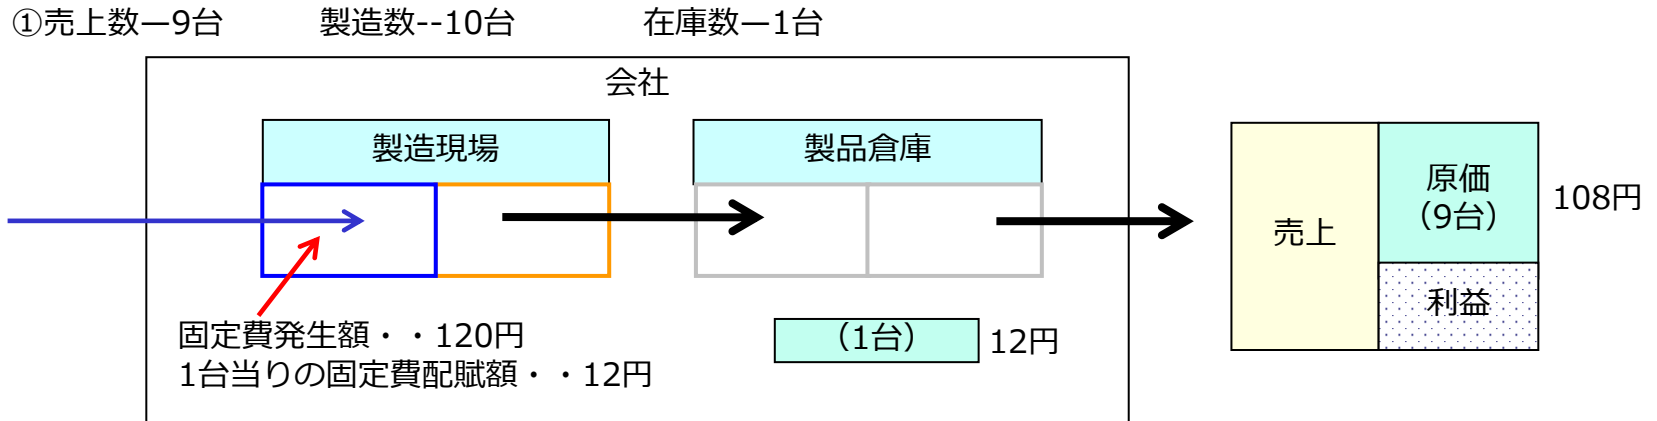 ①売上数―9台　製造数--10台　在庫数―1台
会社
製造現場
製品倉庫
売上
原価
（9台）
108円
利益
固定費発生額・・120円
1台当りの固定費配賦額・・12円
（1台）
12円